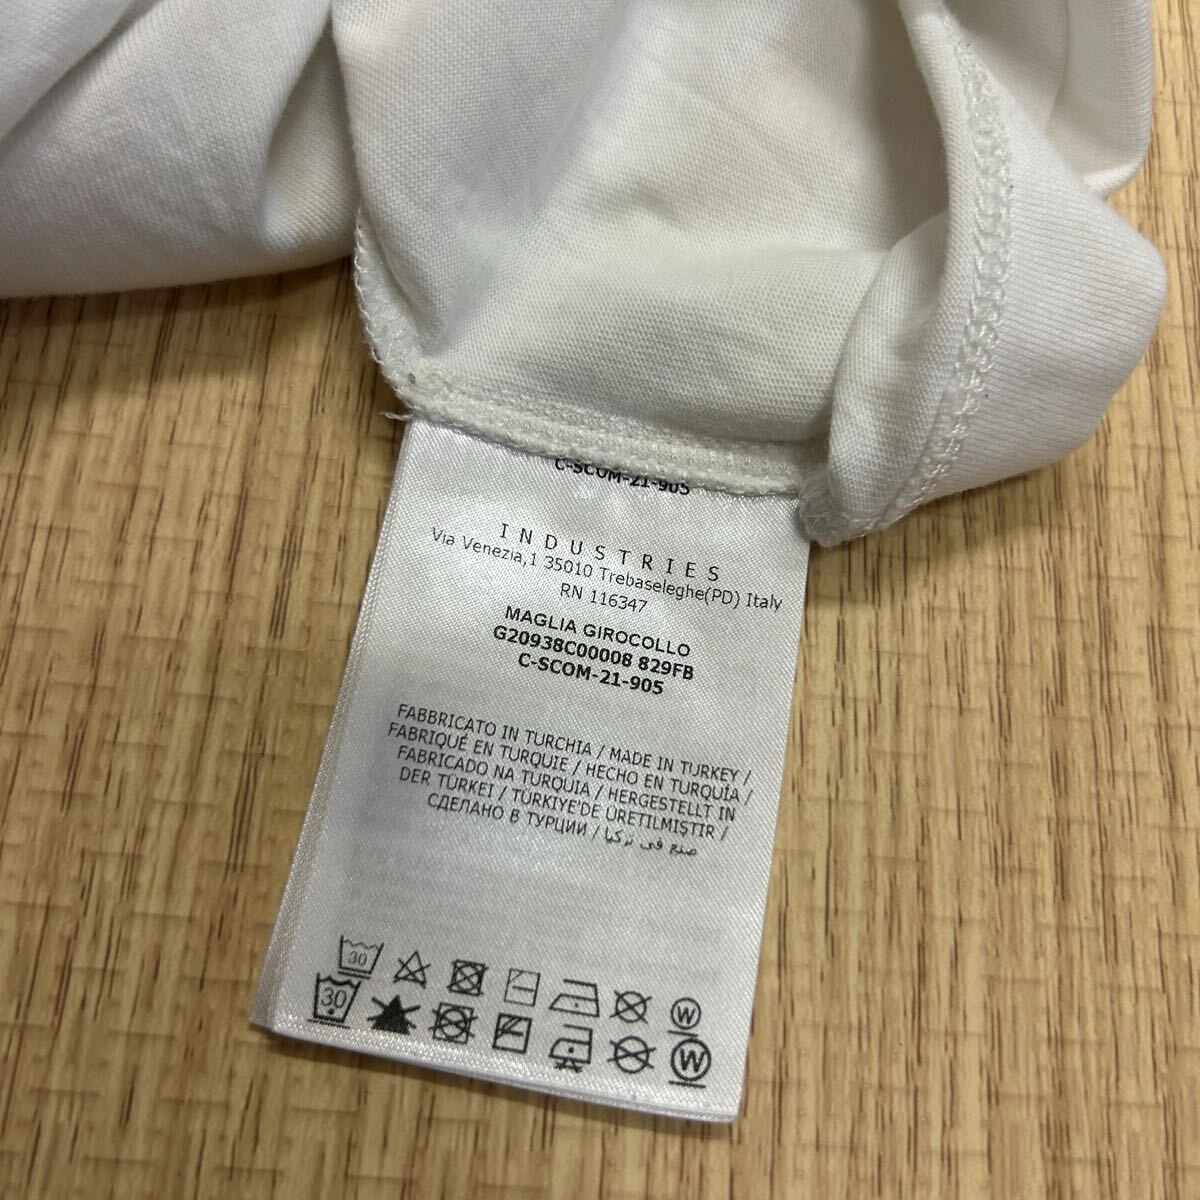 C-SCOM-21-905
INDUSTRIES
Via Venezia,1 35010 Trebaseleghe(PD) Italy
RN 116347
MAGLIA GIROCOLLO
G20938C00008 829FB
C-SCOM-21-905
FABBRICATO IN TURCHIA / MADE IN TURKEY /
FABRIQUÉ EN TURQUIE / HECHO EN TURQUÍA /
FABRICADO NA TURQUIA / HERGESTELLT IN
DER TÜRKEI / TÜRKIYE'DE ÜRETILMIŞTIR /
СДЕЛАНО В ТУРЦИИ / صنع في تركيا
30
W
30
W